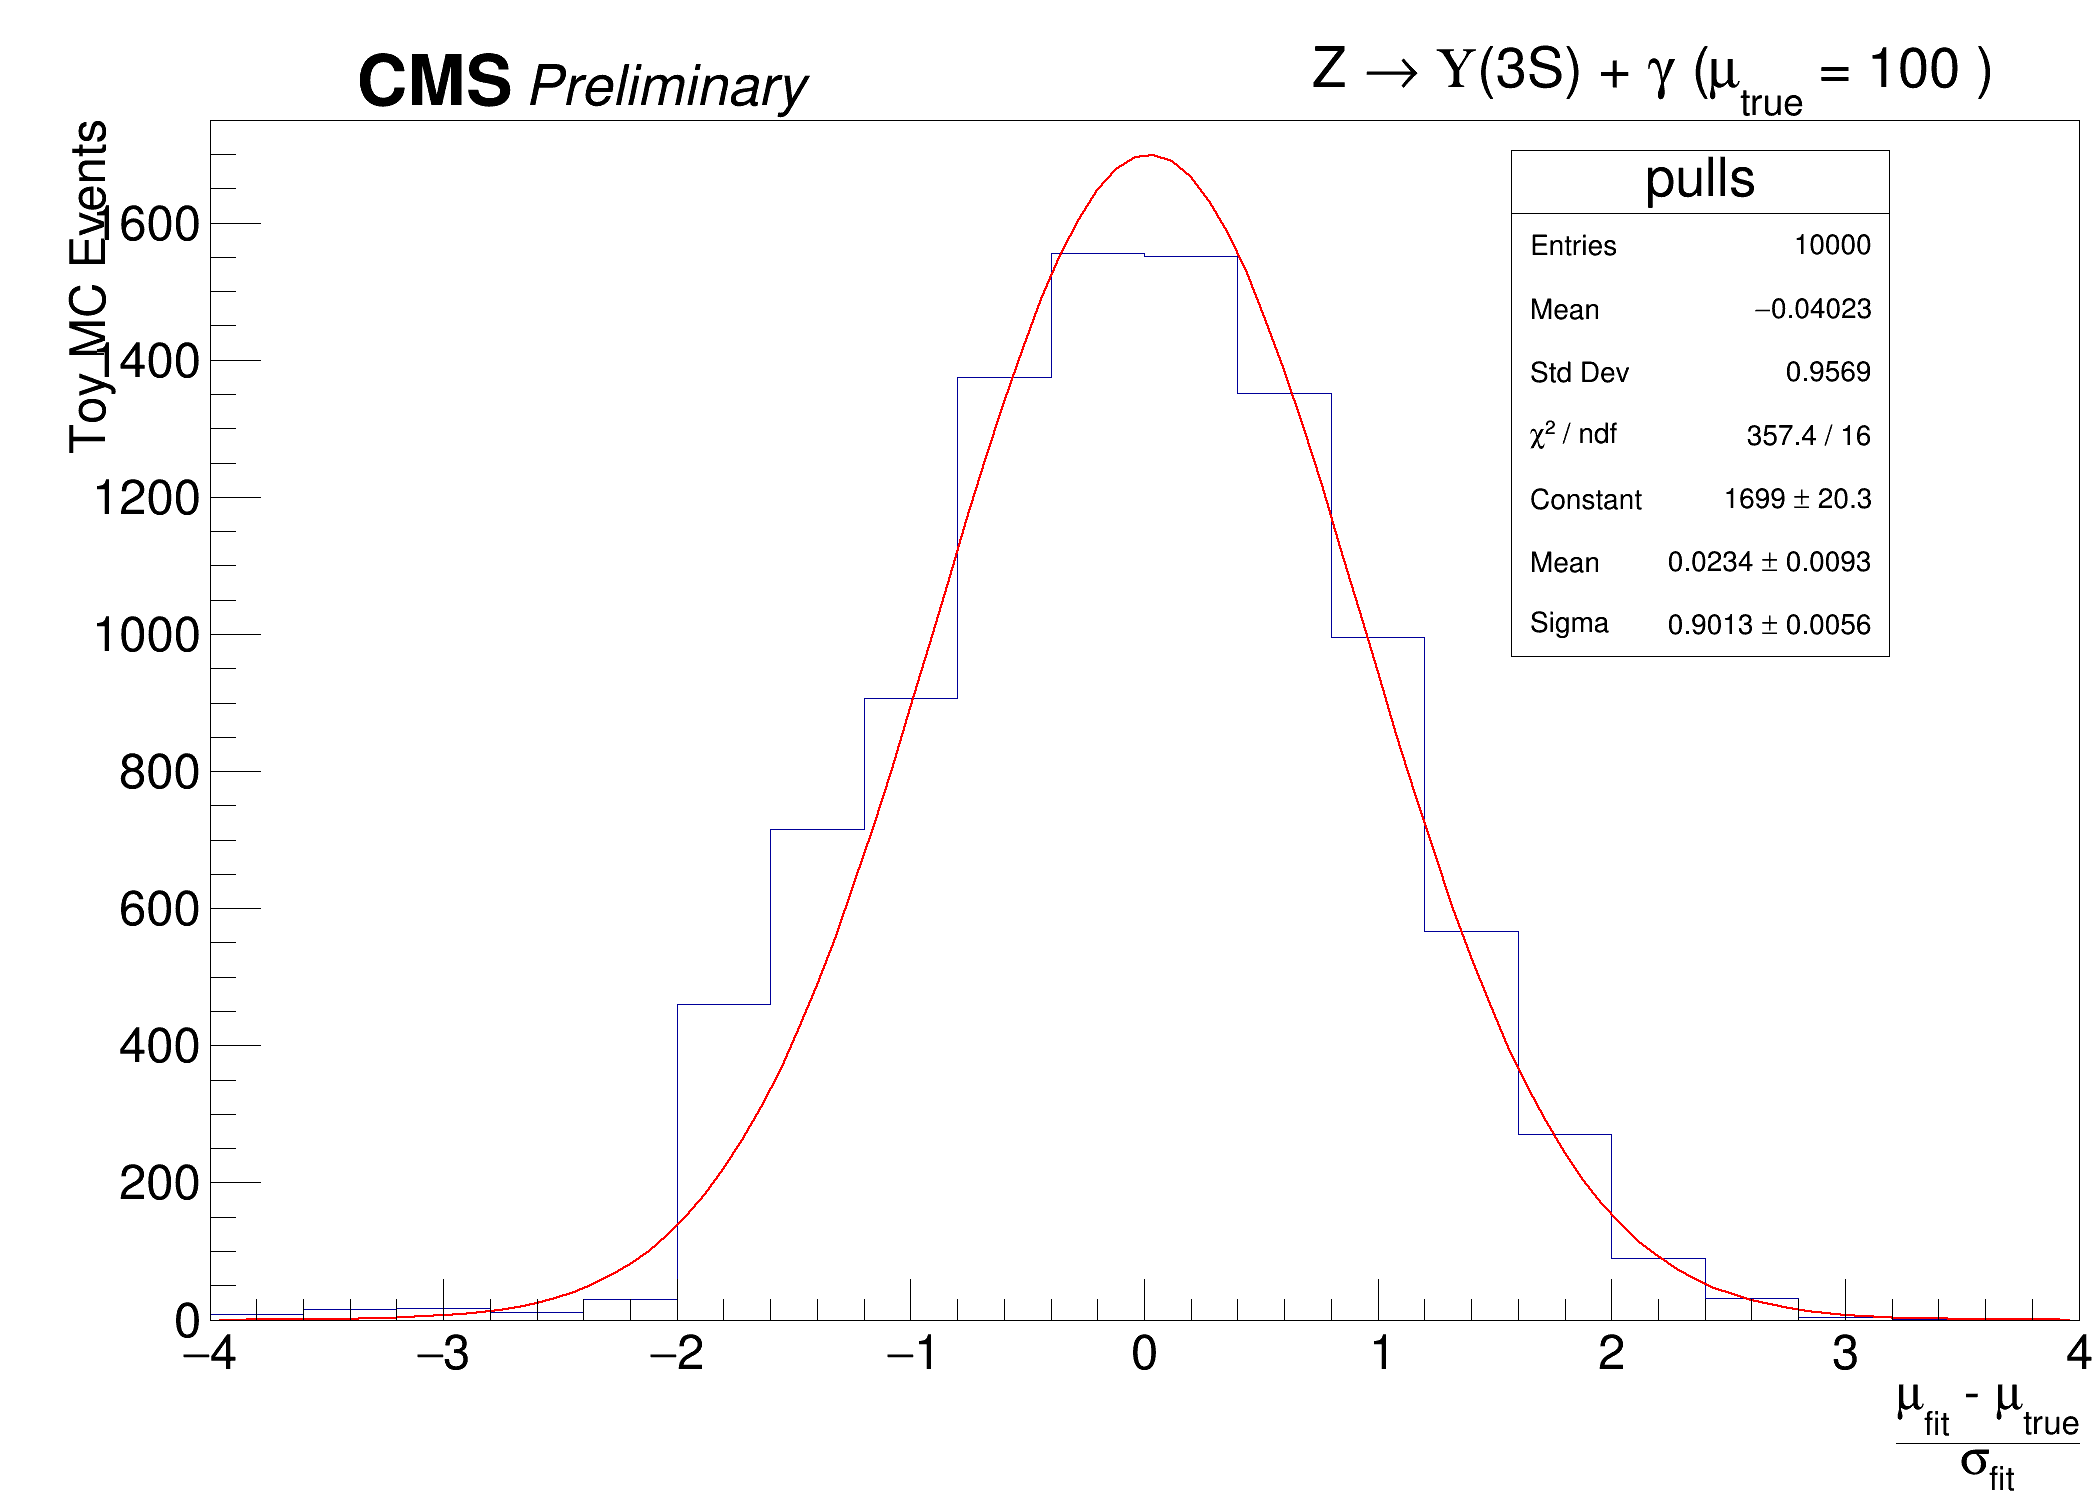 CMS Preliminary
Z → Υ(3S) + γ (μtrue = 100 )
Toy MC Events
pulls
Entries 10000
Mean −0.04023
Std Dev 0.9569
χ² / ndf 357.4 / 16
Constant 1699 ± 20.3
Mean 0.0234 ± 0.0093
Sigma 0.9013 ± 0.0056
1600
1400
1200
1000
800
600
400
200
0
−4 −3 −2 −1 0 1 2 3 4
μfit - μtrue
σfit